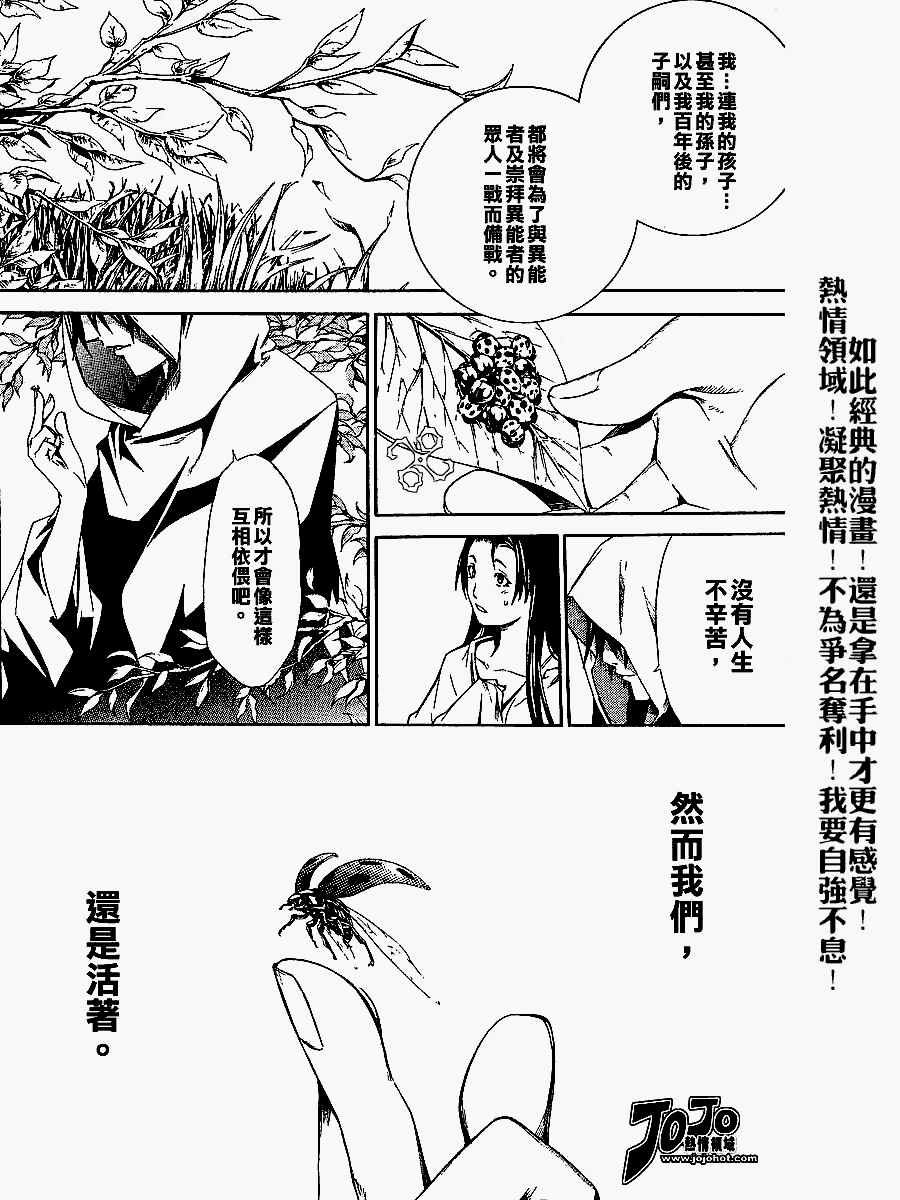 我…連我的孩子…
甚至我的孫子，
以及我百年後的
子嗣們，
都將會為了與異能
者及崇拜異能者的
眾人一戰而備戰。
沒有人生
不辛苦，
所以才會像這樣
互相依偎吧。
然而我們，
還是活著。
如此經典的漫畫！還是拿在手中才更有感覺！
熱情領域！凝聚熱情！不為爭名奪利！我要自強不息！
JOJO
熱情領域
www.jojohot.com